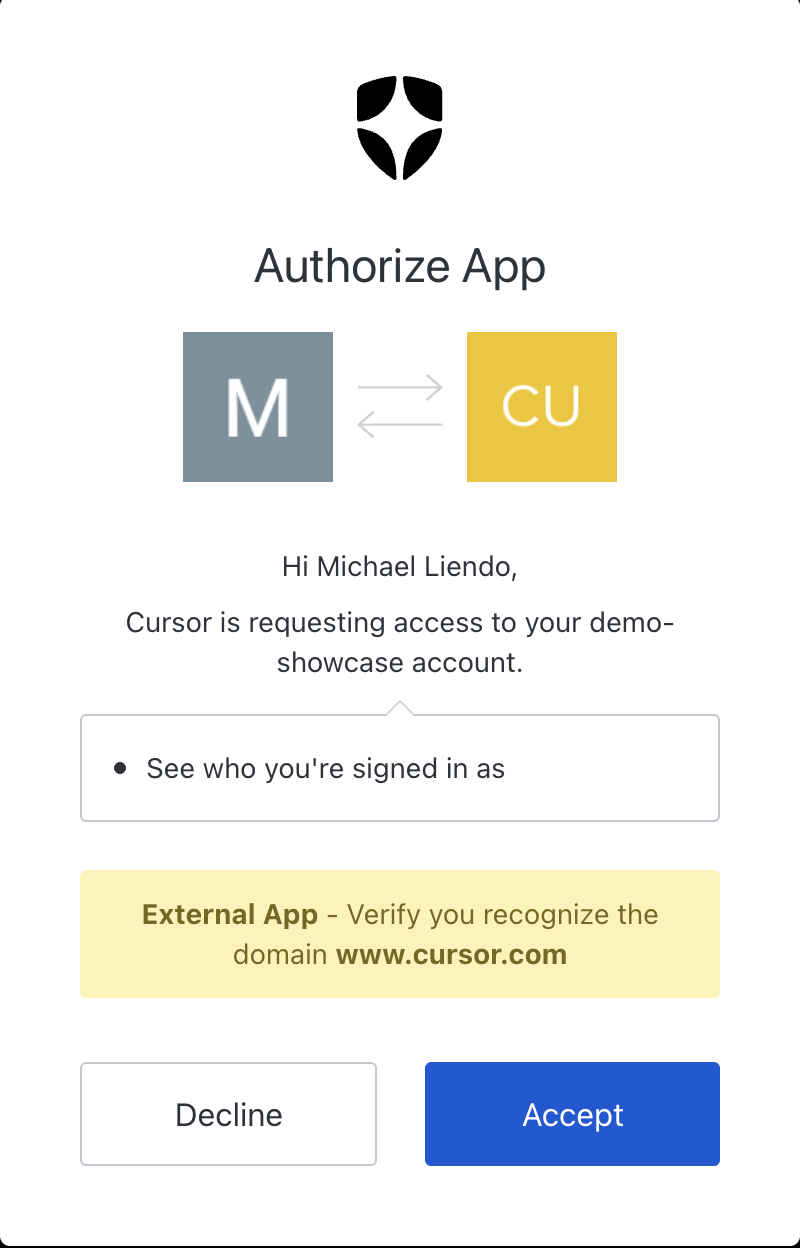 Authorize App
M
CU
Hi Michael Liendo,
Cursor is requesting access to your demo-
showcase account.
• See who you're signed in as
External App - Verify you recognize the
domain www.cursor.com
Decline
Accept